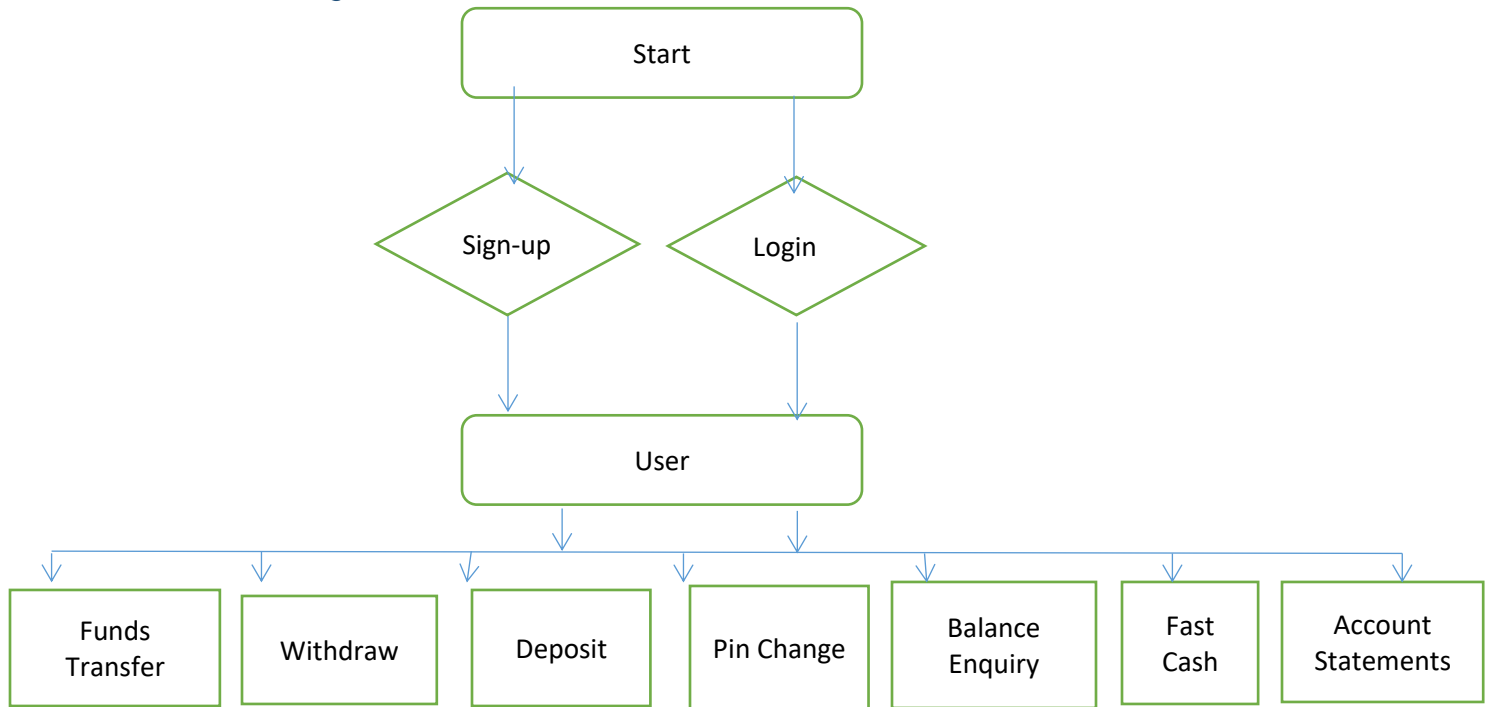 Start
Sign-up
Login
User
Funds
Transfer
Withdraw
Deposit
Pin Change
Balance
Enquiry
Fast
Cash
Account
Statements